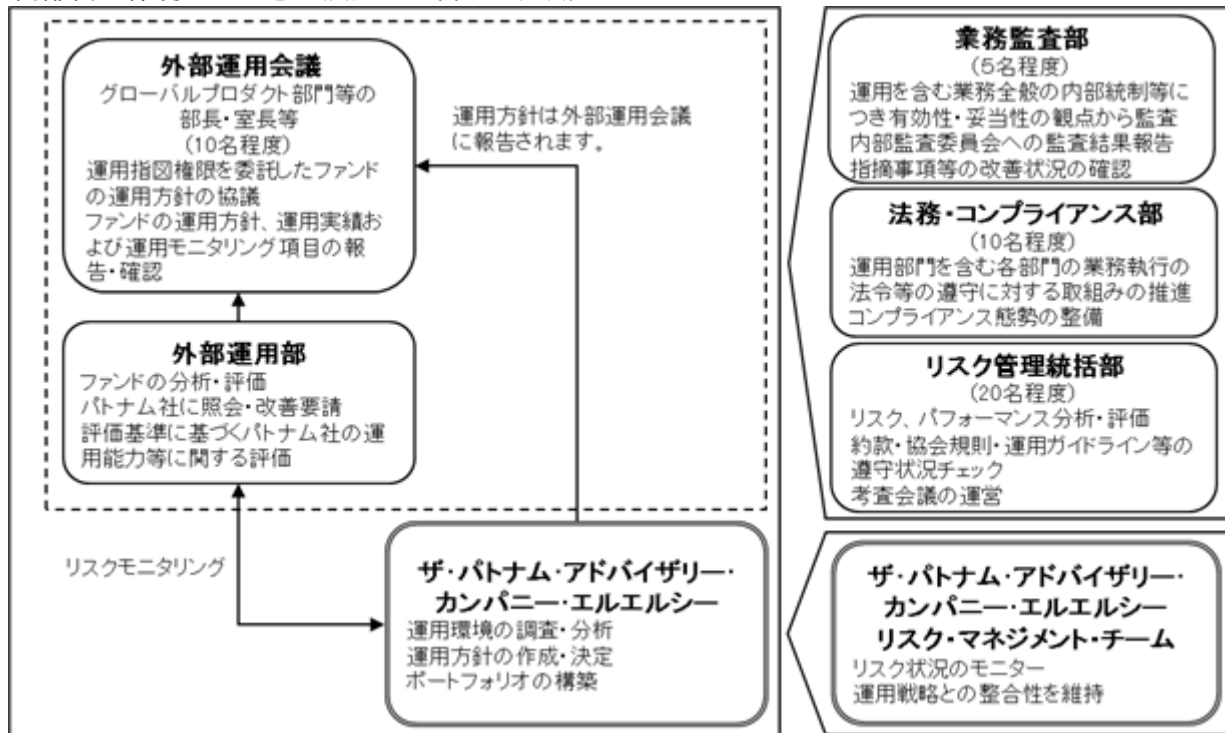 外部運用会議
グローバルプロダクト部門等の
部長・室長等
(10名程度)
運用指図権限を委託したファンド
の運用方針の協議
ファンドの運用方針、運用実績お
よび運用モニタリング項目の報
告・確認
運用方針は外部運用会議
に報告されます。
外部運用部
ファンドの分析・評価
パトナム社に照会・改善要請
評価基準に基づくパトナム社の運
用能力等に関する評価
リスクモニタリング
ザ・パトナム・アドバイザリー・
カンパニー・エルエルシー
運用環境の調査・分析
運用方針の作成・決定
ポートフォリオの構築
業務監査部
(5名程度)
運用を含む業務全般の内部統制等に
つき有効性・妥当性の観点から監査
内部監査委員会への監査結果報告
指摘事項等の改善状況の確認
法務・コンプライアンス部
(10名程度)
運用部門を含む各部門の業務執行の
法令等の遵守に対する取組みの推進
コンプライアンス態勢の整備
リスク管理統括部
(20名程度)
リスク、パフォーマンス分析・評価
約款・協会規則・運用ガイドライン等の
遵守状況チェック
考査会議の運営
ザ・パトナム・アドバイザリー・
カンパニー・エルエルシー
リスク・マネジメント・チーム
リスク状況のモニター
運用戦略との整合性を維持